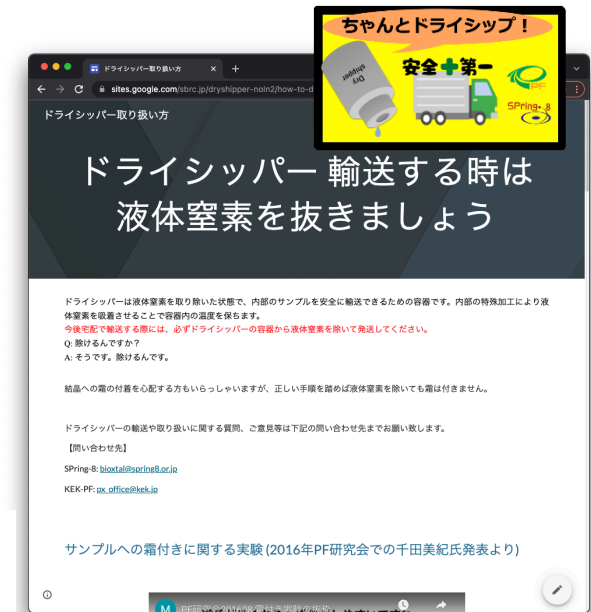 ちゃんとドライシップ！
Dry
shipper
安全 第一
PF
SPring-8
ドライシッパー取り扱い方
sites.google.com/sbrc.jp/dryshipper-noln2/how-to-d
ドライシッパー取り扱い方
ドライシッパー 輸送する時は
液体窒素を抜きましょう
ドライシッパーは液体窒素を取り除いた状態で、内部のサンプルを安全に輸送できるための容器です。内部の特殊加工により液
体窒素を吸着させることで容器内の温度を保ちます。
今後宅配で輸送する際には、必ずドライシッパーの容器から液体窒素を除いて発送してください。
Q: 除けるんですか？
A: そうです。除けるんです。
結晶への霜の付着を心配する方もいらっしゃいますが、正しい手順を踏めば液体窒素を除いても霜は付きません。
ドライシッパーの輸送や取り扱いに関する質問、ご意見等は下記の問い合わせ先までお願い致します。
【問い合わせ先】
SPring-8: bioxtal@spring8.or.jp
KEK-PF: px_office@kek.jp
サンプルへの霜付きに関する実験 (2016年PF研究会での千田美紀氏発表より)
M